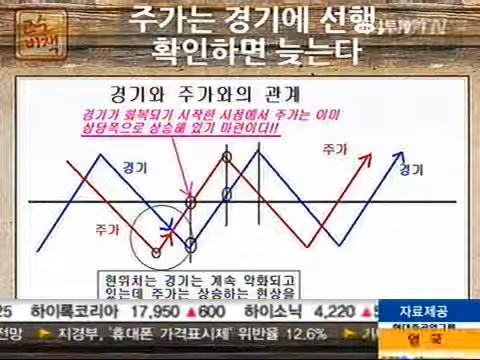 주가는 경기에 선행
확인하면 늦는다
경기와 주가와의 관계
경기가 회복되기 시작한 시점에서 주가는 이미
상당폭으로 상승해 있기 마련이다!!
주가
경기
경기
주가
현위치는 경기는 계속 악화되고
있는데 주가는 상승하는 현상을
25 하이록코리아 17,950 ▲600 하이소닉 4,220 ▲5
자료제공
전망 ▶ 지경부, '휴대폰 가격표시제' 위반율 12.6% ▶
영 국